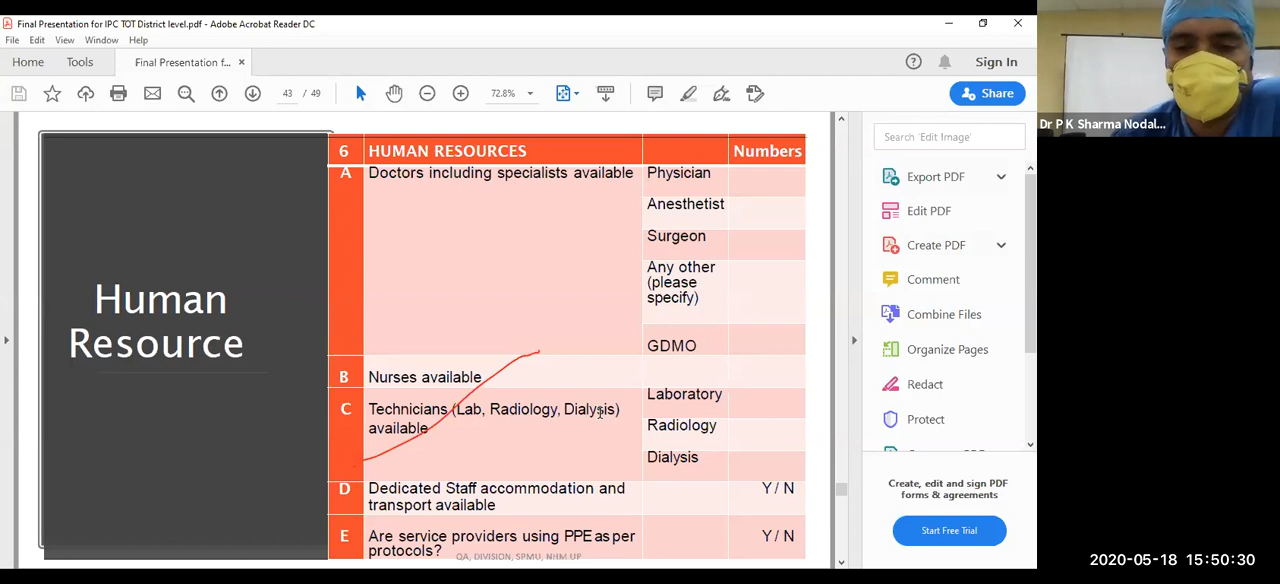 Final Presentation for IPC TOT District level.pdf - Adobe Acrobat Reader DC
File Edit View Window Help
Home Tools Final Presentation f... ×
Sign In
43 / 49
72.8%
Share
Dr P K Sharma Nodal...
Human
Resource
6 HUMAN RESOURCES Numbers
A Doctors including specialists available Physician
Anesthetist
Surgeon
Any other
(please
specify)
GDMO
B Nurses available
C Technicians (Lab, Radiology, Dialysis)
available
Laboratory
Radiology
Dialysis
D Dedicated Staff accommodation and
transport available
Y / N
E Are service providers using PPE as per
protocols?
Y / N
QA, DIVISION, SPMU, NHM UP
Search 'Edit Image'
Export PDF
Edit PDF
Create PDF
Comment
Combine Files
Organize Pages
Redact
Protect
Create, edit and sign PDF
forms & agreements
Start Free Trial
2020-05-18 15:50:30